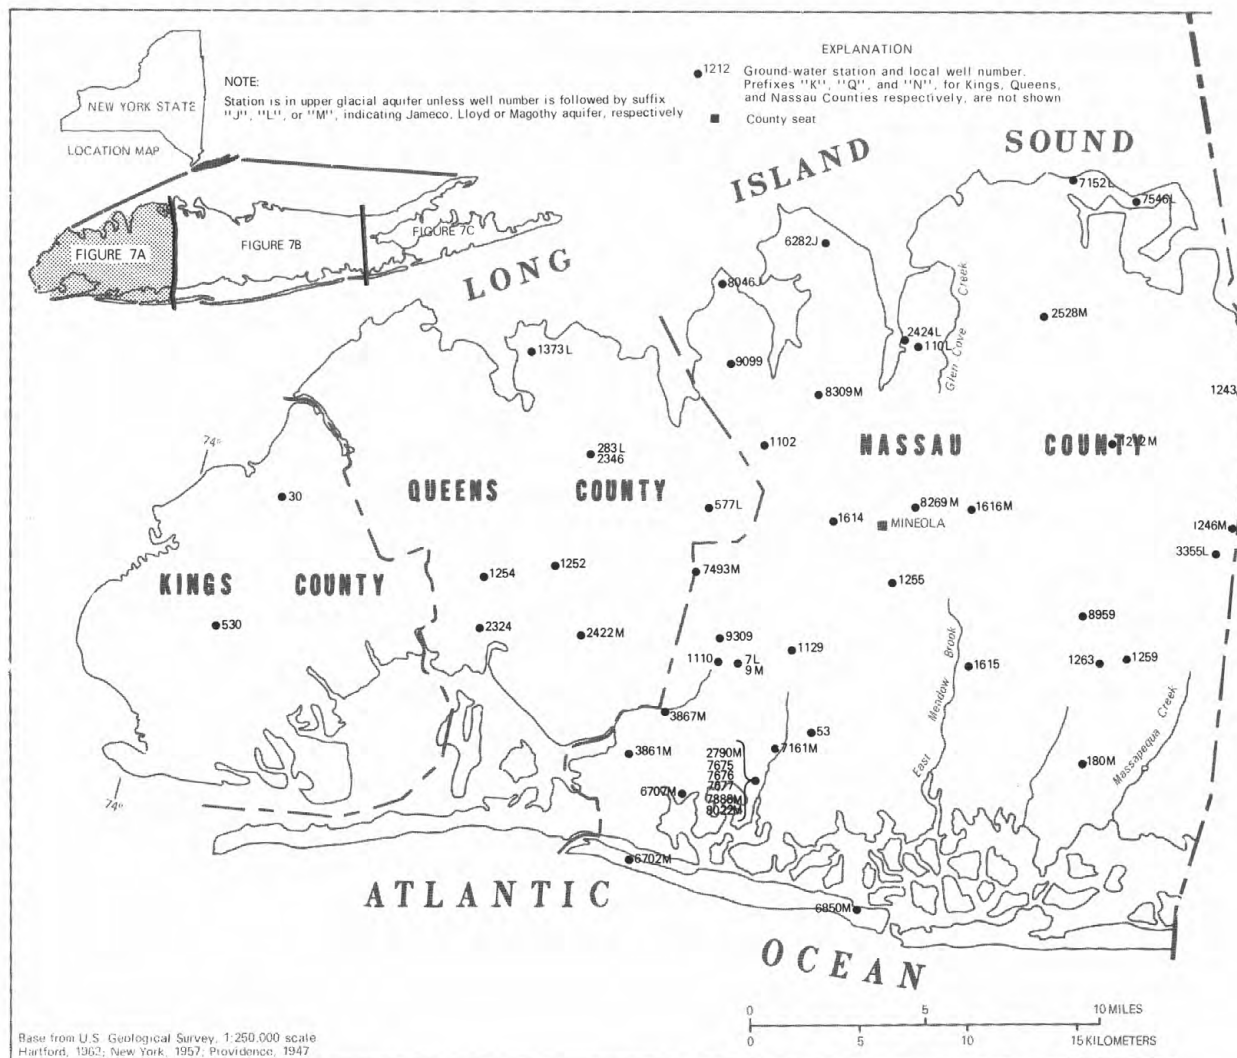 EXPLANATION
1212 Ground-water station and local well number.
Prefixes "K", "Q", and "N", for Kings, Queens,
and Nassau Counties respectively, are not shown
County seat
NOTE:
Station is in upper glacial aquifer unless well number is followed by suffix
"J", "L", or "M", indicating Jameco, Lloyd or Magothy aquifer, respectively
NEW YORK STATE
LOCATION MAP
FIGURE 7A
FIGURE 7B
FIGURE 7C
LONG
ISLAND
SOUND
7152L
7546L
6282J
8046J
2528M
2424L
110L
Glen Cove Creek
1373L
9099
8309M
1243
74°
283L
2346
1102
NASSAU COUNTY
1212M
30
QUEENS COUNTY
577L
8269M
1616M
1614
MINEOLA
1246M
3355L
KINGS COUNTY
1254
1252
7493M
1255
530
2324
2422M
9309
1129
8959
1110
7L
9M
1615
1263
1259
East Meadow Brook
Massapequa Creek
3867M
53
3861M
2790M
7161M
7675
7676
7677
6707M
7886M
8022M
180M
74°
6702M
6850M
ATLANTIC
OCEAN
0 5 10 MILES
0 5 10 15 KILOMETERS
Base from U.S. Geological Survey, 1:250,000 scale
Hartford, 1962; New York, 1957; Providence, 1947